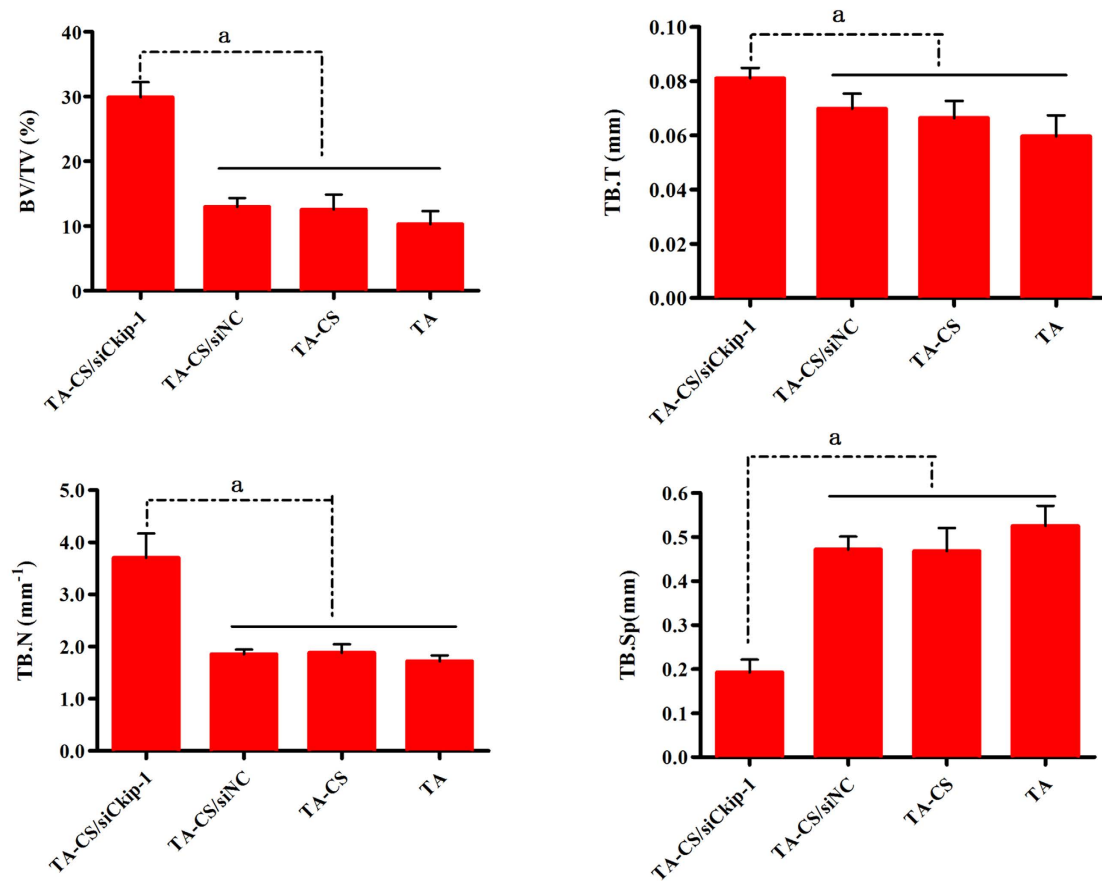 a
BV/TV (%)
40
30
20
10
0
TA-CS/siCkip-1
TA-CS/siNC
TA-CS
TA
a
TB.T (mm)
0.10
0.08
0.06
0.04
0.02
0.00
TA-CS/siCkip-1
TA-CS/siNC
TA-CS
TA
a
TB.N (mm⁻¹)
5.0
4.0
3.0
2.0
1.0
0.0
TA-CS/siCkip-1
TA-CS/siNC
TA-CS
TA
a
TB.Sp(mm)
0.6
0.5
0.4
0.3
0.2
0.1
0.0
TA-CS/siCkip-1
TA-CS/siNC
TA-CS
TA